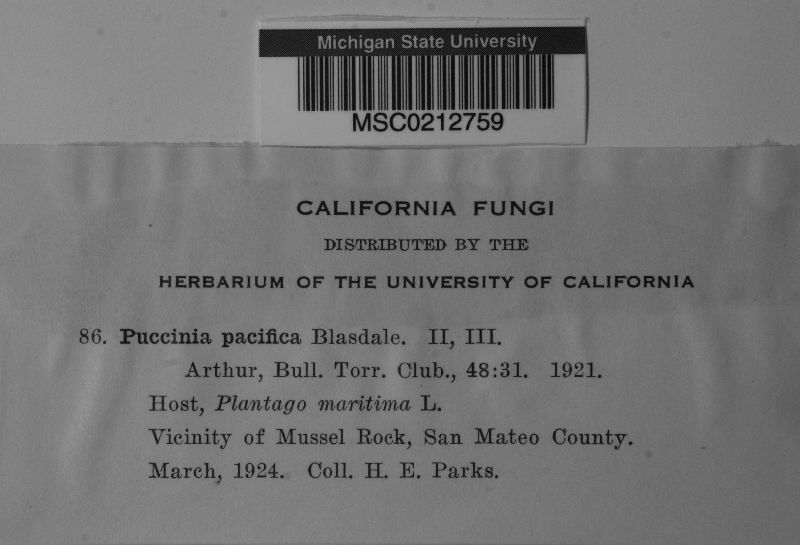 Michigan State University
MSC0212759
CALIFORNIA FUNGI
DISTRIBUTED BY THE
HERBARIUM OF THE UNIVERSITY OF CALIFORNIA
86. Puccinia pacifica Blasdale. II, III.
Arthur, Bull. Torr. Club., 48:31. 1921.
Host, Plantago maritima L.
Vicinity of Mussel Rock, San Mateo County.
March, 1924. Coll. H. E. Parks.